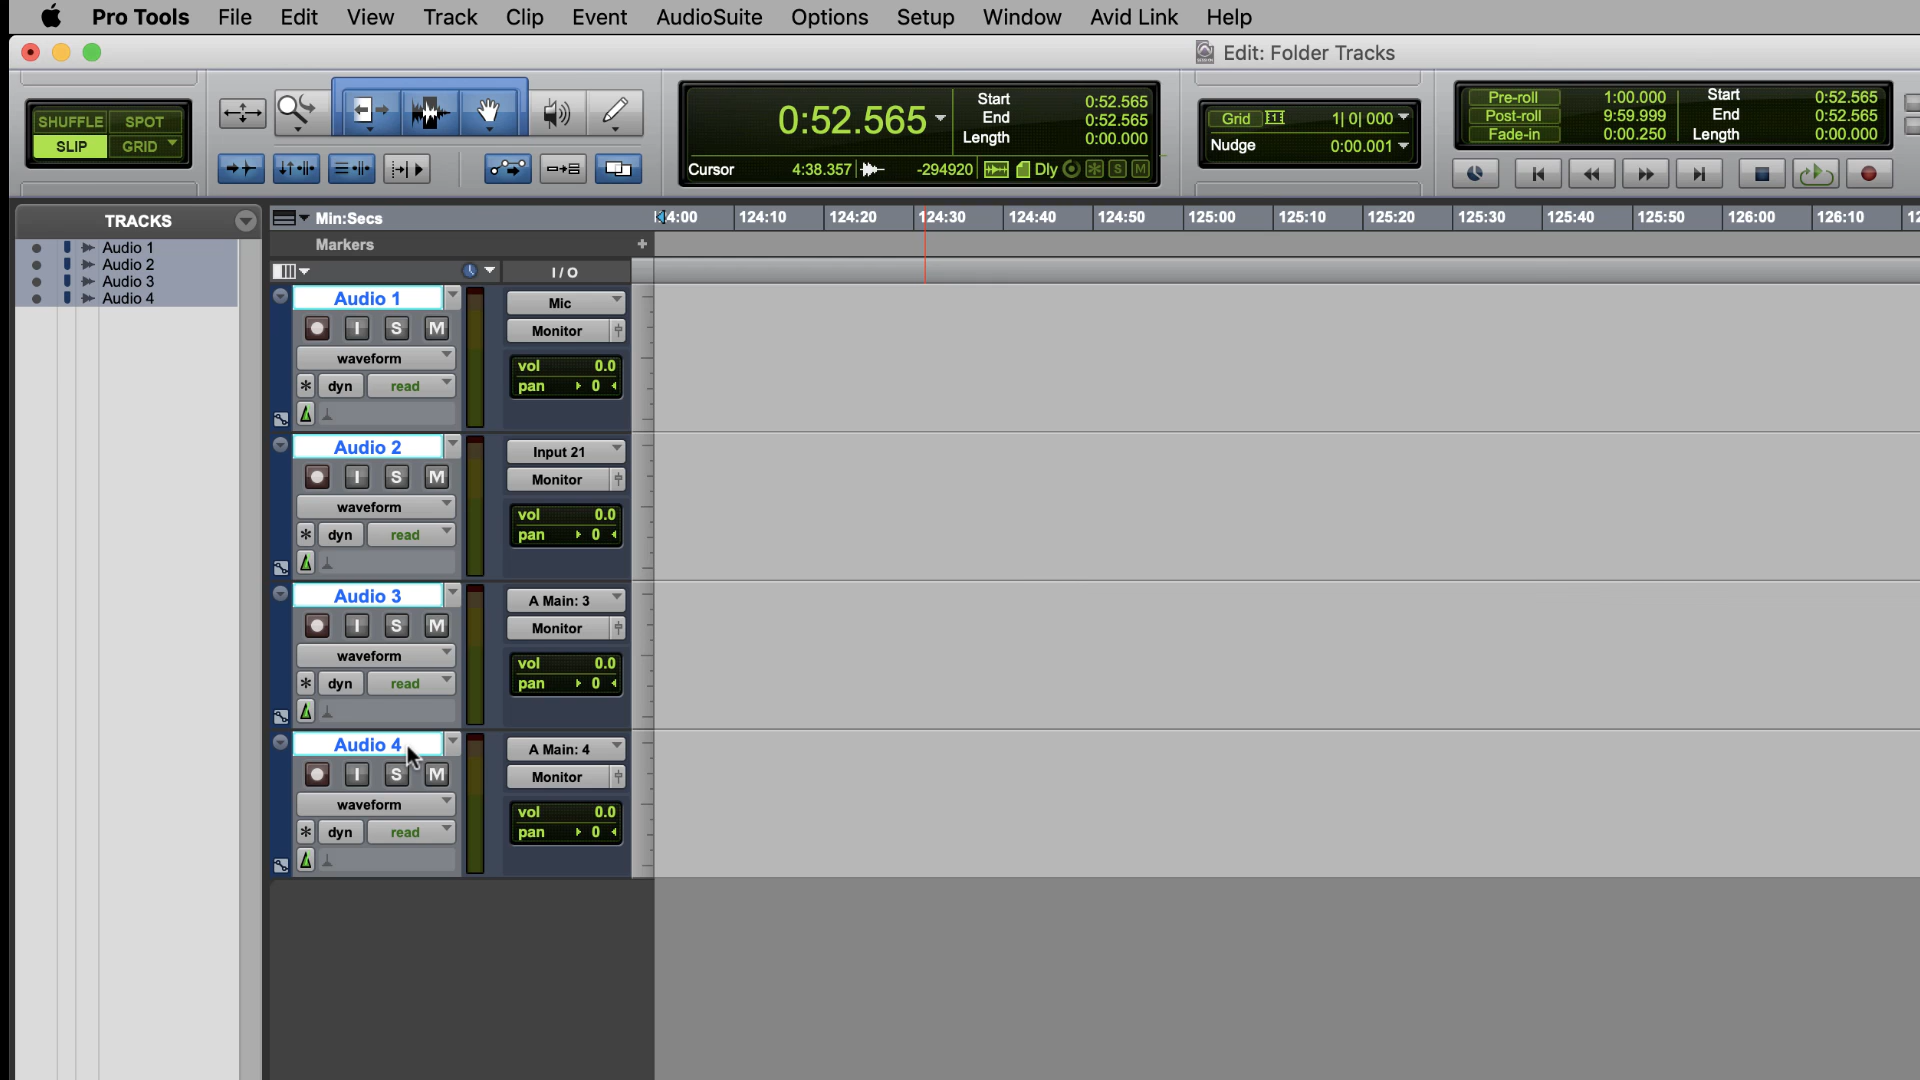 Pro Tools File Edit View Track Clip Event AudioSuite Options Setup Window Avid Link Help
Edit: Folder Tracks
SHUFFLE SPOT
SLIP GRID
0:52.565
Start 0:52.565
End 0:52.565
Length 0:00.000
Cursor 4:38.357 -294920 Dly S M
Grid 1| 0| 000
Nudge 0:00.001
Pre-roll 1:00.000 Start 0:52.565
Post-roll 9:59.999 End 0:52.565
Fade-in 0:00.250 Length 0:00.000
TRACKS
Audio 1
Audio 2
Audio 3
Audio 4
Min:Secs
4:00 124:10 124:20 124:30 124:40 124:50 125:00 125:10 125:20 125:30 125:40 125:50 126:00 126:10
Markers +
I / O
Audio 1 Mic
I S M Monitor
waveform vol 0.0
dyn read pan 0
Audio 2 Input 21
I S M Monitor
waveform vol 0.0
dyn read pan 0
Audio 3 A Main: 3
I S M Monitor
waveform vol 0.0
dyn read pan 0
Audio 4 A Main: 4
I S M Monitor
waveform vol 0.0
dyn read pan 0